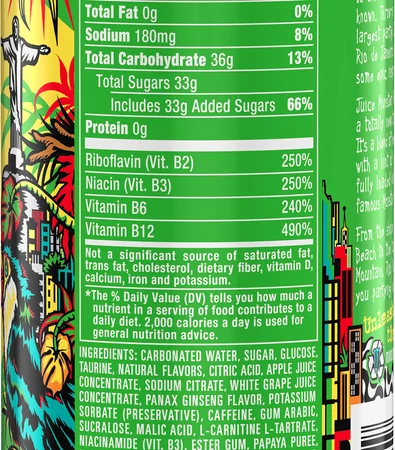 Total Fat 0g 0%
Sodium 180mg 8%
Total Carbohydrate 36g 13%
Total Sugars 33g
Includes 33g Added Sugars 66%
Protein 0g
Riboflavin (Vit. B2) 250%
Niacin (Vit. B3) 250%
Vitamin B6 240%
Vitamin B12 490%
Not a significant source of saturated fat,
trans fat, cholesterol, dietary fiber, vitamin D,
calcium, iron and potassium.
*The % Daily Value (DV) tells you how much a
nutrient in a serving of food contributes to a
daily diet. 2,000 calories a day is used for
general nutrition advice.
INGREDIENTS: CARBONATED WATER, SUGAR, GLUCOSE,
TAURINE, NATURAL FLAVORS, CITRIC ACID, APPLE JUICE
CONCENTRATE, SODIUM CITRATE, WHITE GRAPE JUICE
CONCENTRATE, PANAX GINSENG FLAVOR, POTASSIUM
SORBATE (PRESERVATIVE), CAFFEINE, GUM ARABIC,
SUCRALOSE, MALIC ACID, L-CARNITINE L-TARTRATE,
NIACINAMIDE (VIT. B3), ESTER GUM, PAPAYA PUREE,
known.
largest part
Rio de
some
Juice
a totally
It's a blend
with a
fully
famous
From the
Beach to
Mountain,
you party